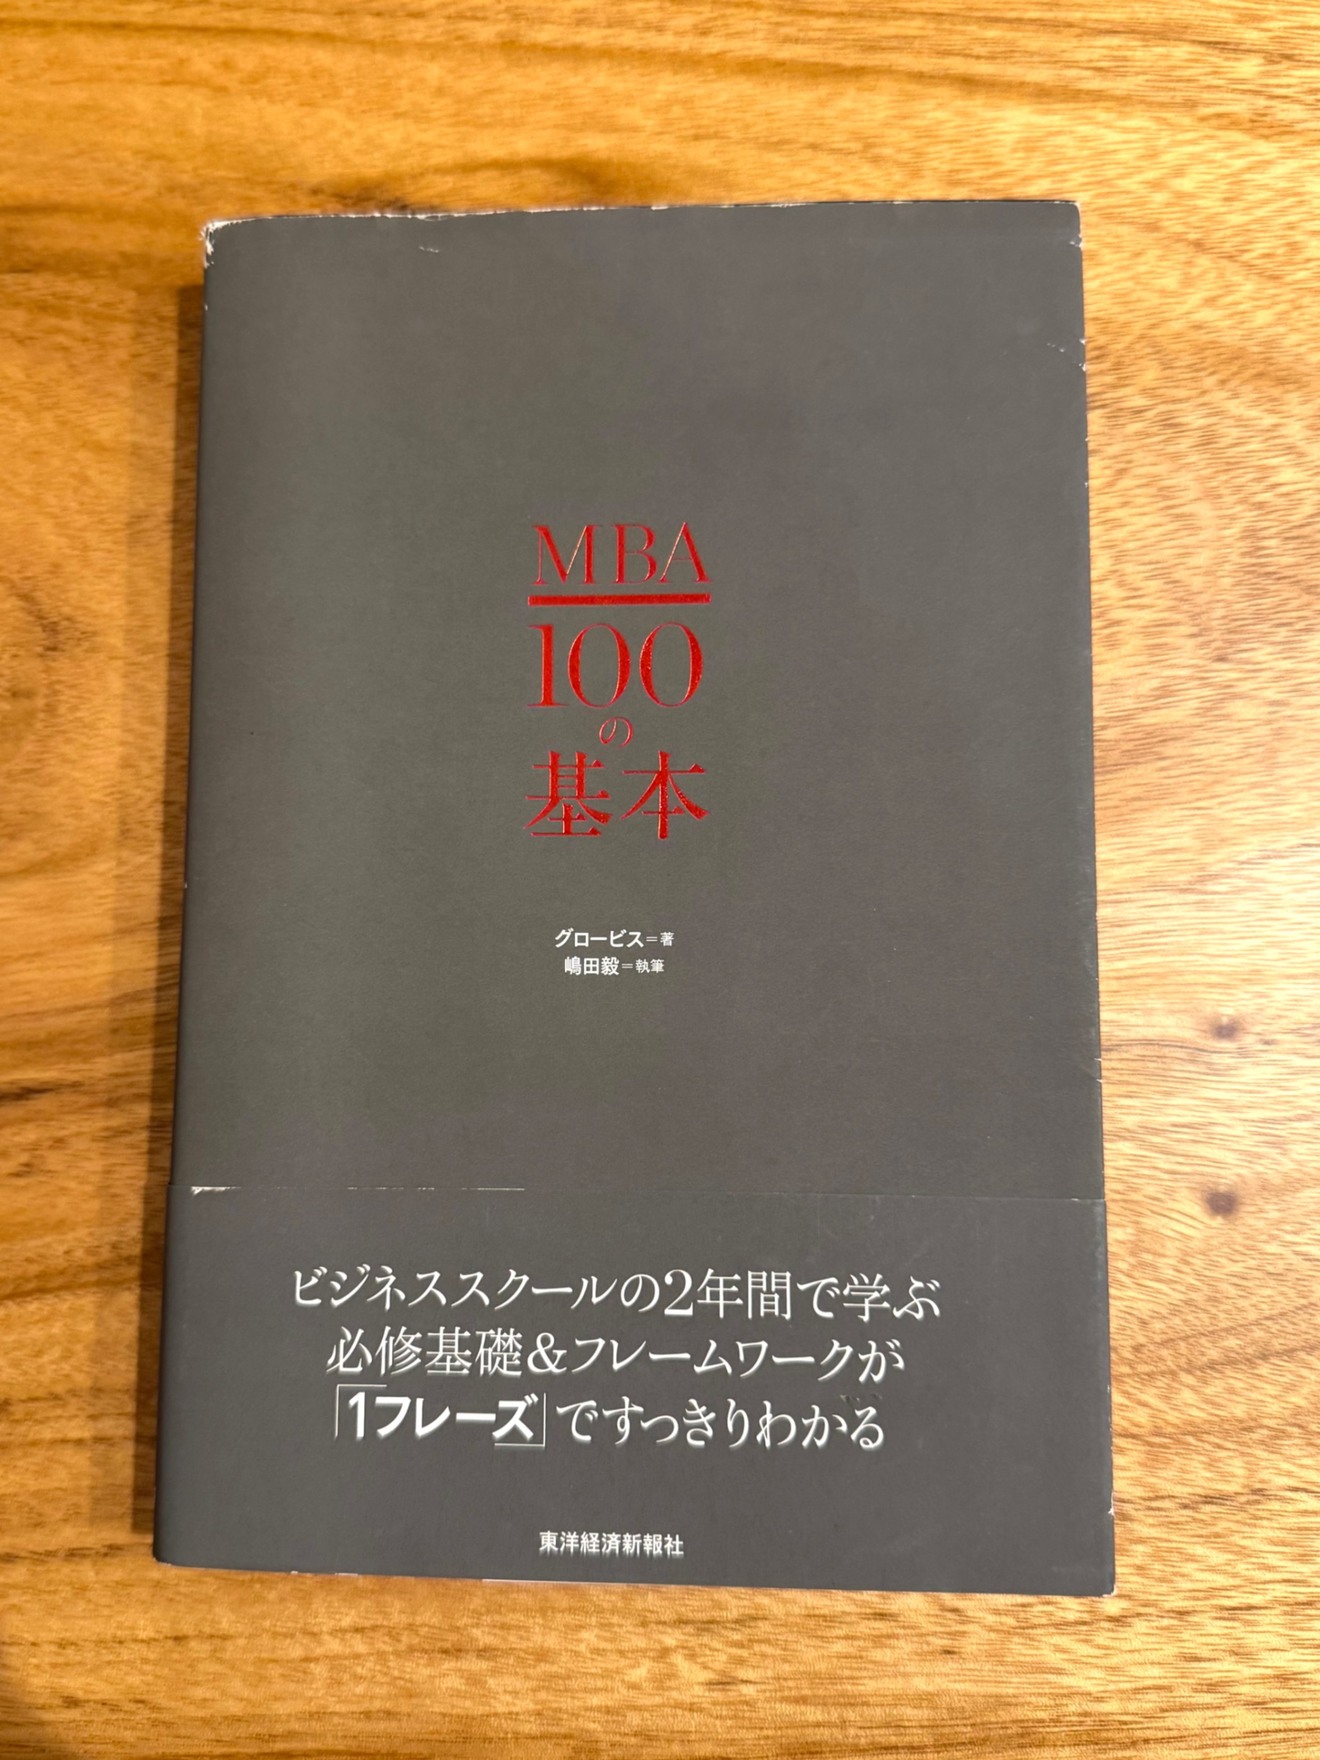 MBA
100
の
基本
グロービス=著
嶋田毅=執筆
ビジネススクールの2年間で学ぶ
必修基礎&フレームワークが
「1フレーズ」ですっきりわかる
東洋経済新報社